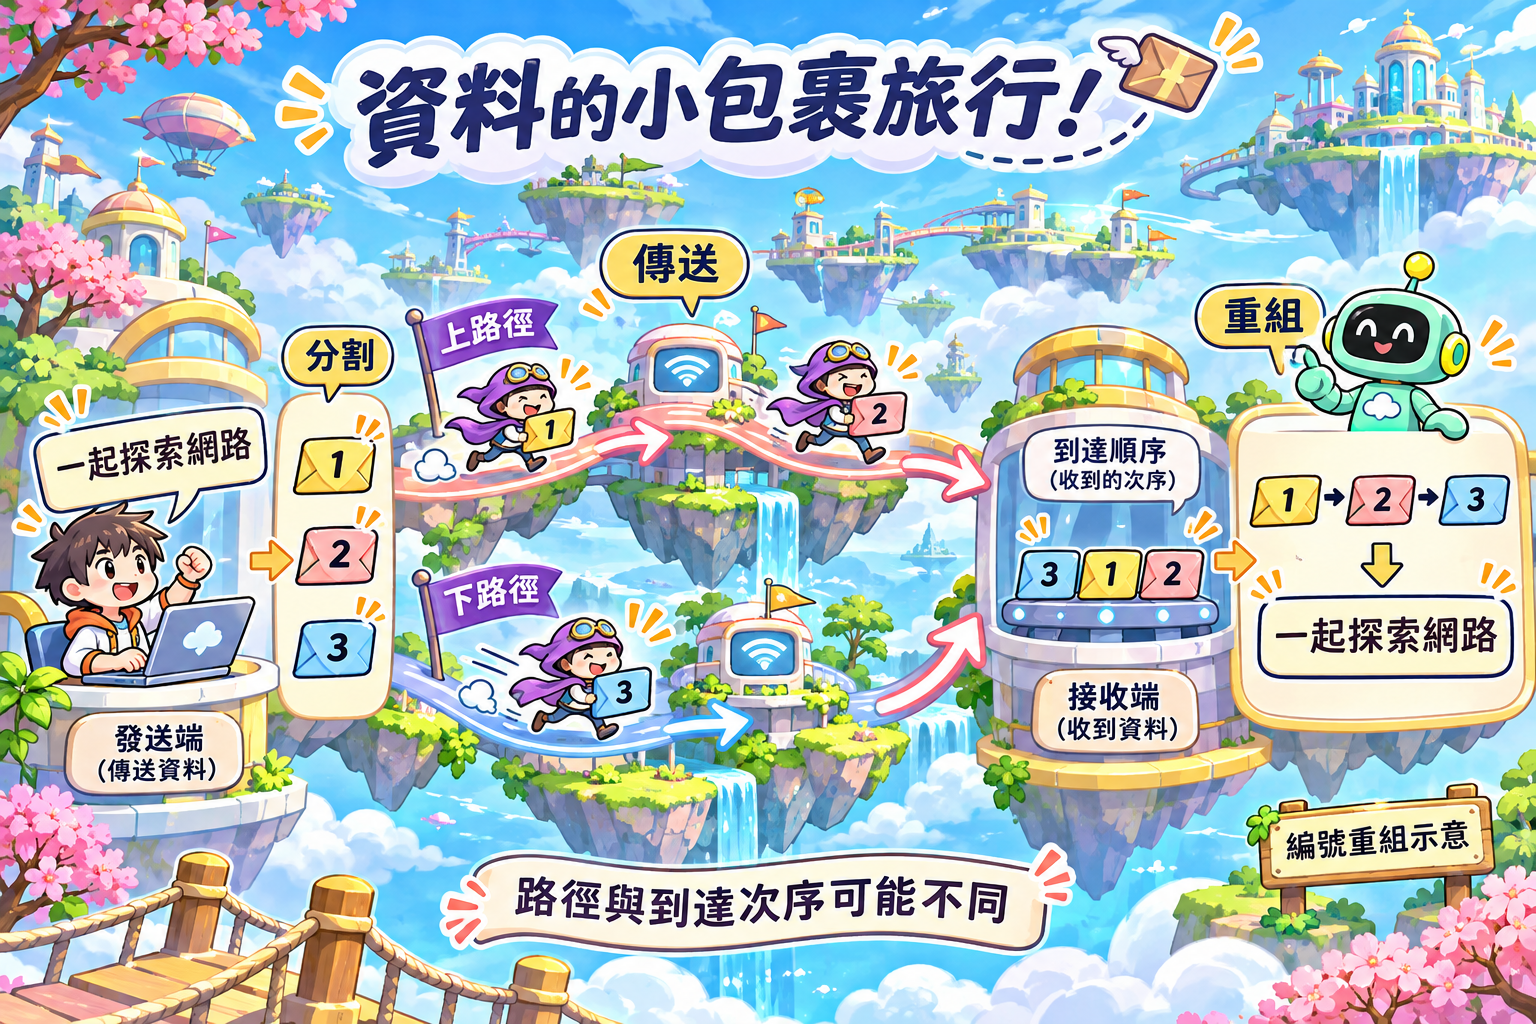 資料的小包裹旅行！
傳送
上路徑
分割
重組
一起探索網路
1
2
3
1
2
到達順序
（收到的次序）
3 1 2
1 → 2 → 3
一起探索網路
下路徑
3
發送端
（傳送資料）
接收端
（收到資料）
編號重組示意
路徑與到達次序可能不同